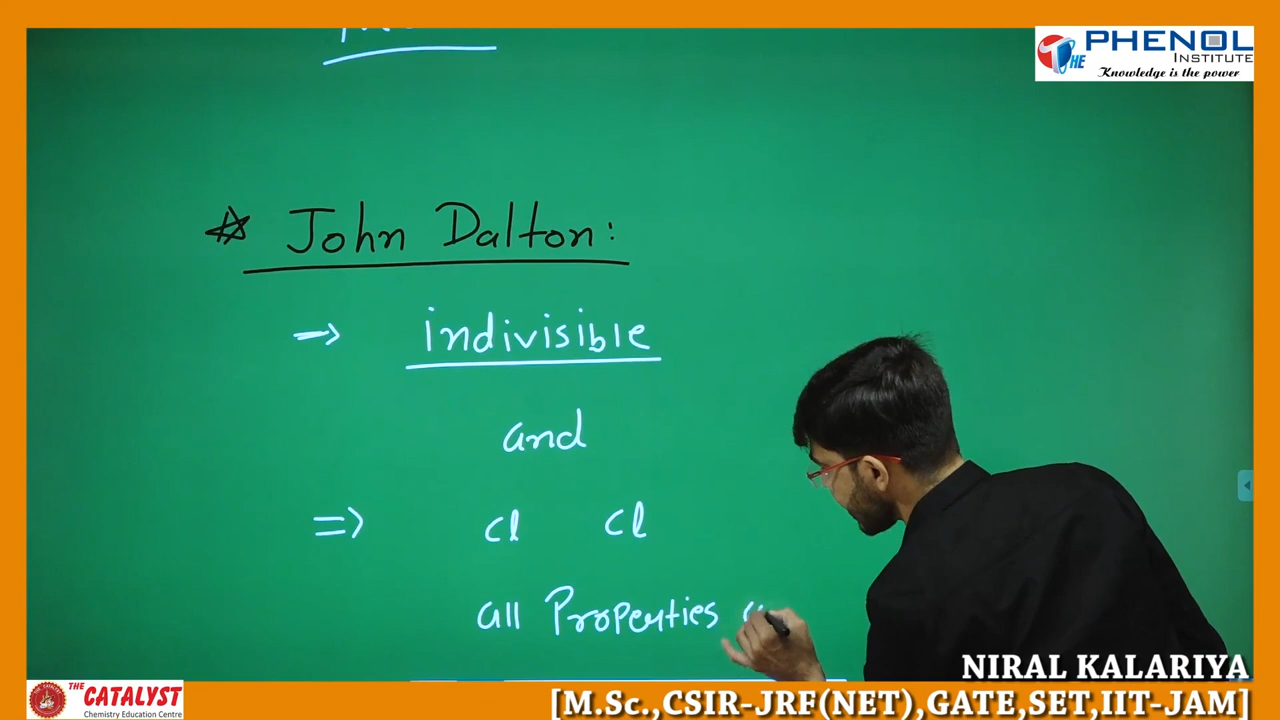 THE PHENOL
INSTITUTE
Knowledge is the power
☆ John Dalton:
→ indivisible
and
⇒ Cl Cl
all Properties
NIRAL KALARIYA
THE CATALYST
Chemistry Education Centre
[M.Sc.,CSIR-JRF(NET),GATE,SET,IIT-JAM]